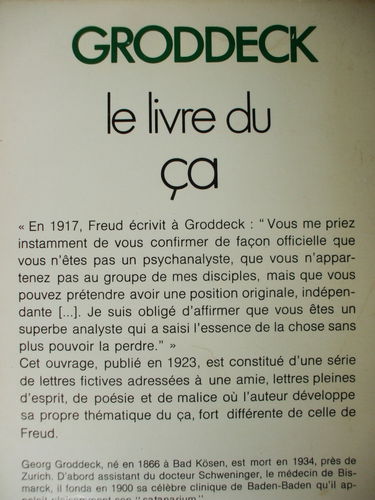 GRODDECK
le livre du
ça
« En 1917, Freud écrivit à Groddeck : “Vous me priez
instamment de vous confirmer de façon officielle que
vous n'êtes pas un psychanalyste, que vous n'appar-
tenez pas au groupe de mes disciples, mais que vous
pouvez prétendre avoir une position originale, indépen-
dante [...]. Je suis obligé d'affirmer que vous êtes un
superbe analyste qui a saisi l'essence de la chose sans
plus pouvoir la perdre.” »
Cet ouvrage, publié en 1923, est constitué d'une série
de lettres fictives adressées à une amie, lettres pleines
d'esprit, de poésie et de malice où l'auteur développe
sa propre thématique du ça, fort différente de celle de
Freud.
Georg Groddeck, né en 1866 à Bad Kösen, est mort en 1934, près de
Zurich. D'abord assistant du docteur Schweninger, le médecin de Bis-
marck, il fonda en 1900 sa célèbre clinique de Baden-Baden qu'il ap-